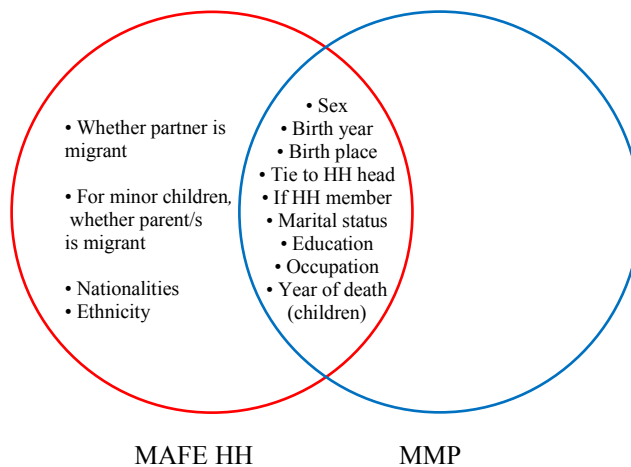 • Whether partner is
migrant
• For minor children,
whether parent/s
is migrant
• Nationalities
• Ethnicity
• Sex
• Birth year
• Birth place
• Tie to HH head
• If HH member
• Marital status
• Education
• Occupation
• Year of death
(children)
MAFE HH
MMP